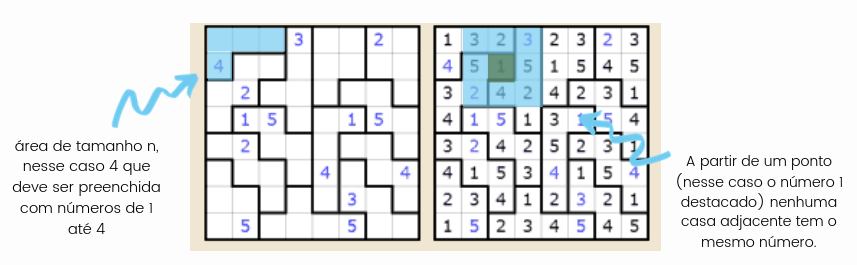 área de tamanho n,
nesse caso 4 que
deve ser preenchida
com números de 1
até 4
3 2
4
2
1 5 1 5
2
4 4
3
5 5
1 3 2 3 2 3 2 3
4 5 1 5 1 5 4 5
3 2 4 2 4 2 3 1
4 1 5 1 3 1 5 4
3 2 4 2 5 2 3 1
4 1 5 3 4 1 5 4
2 3 4 1 2 3 2 1
1 5 2 3 4 5 4 5
A partir de um ponto
(nesse caso o número 1
destacado) nenhuma
casa adjacente tem o
mesmo número.